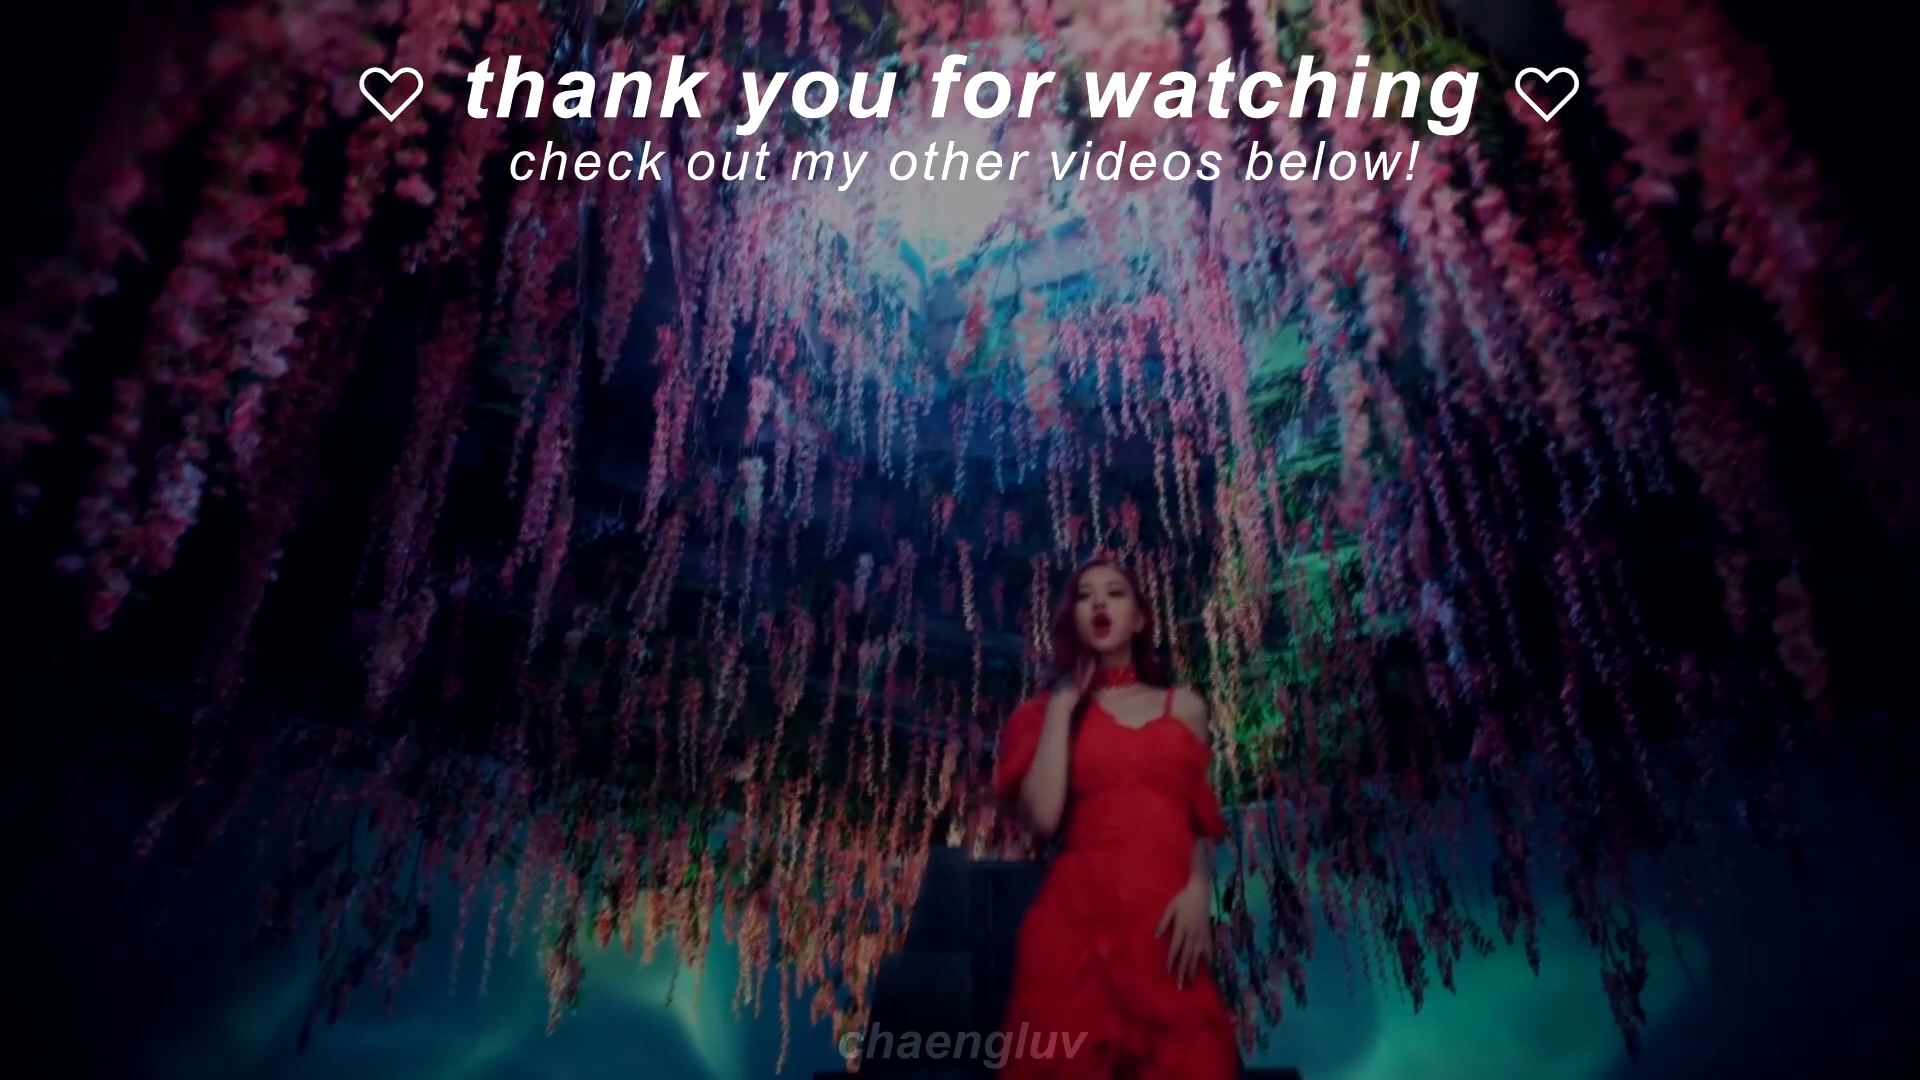 ♡ thank you for watching ♡
check out my other videos below!
chaengluv